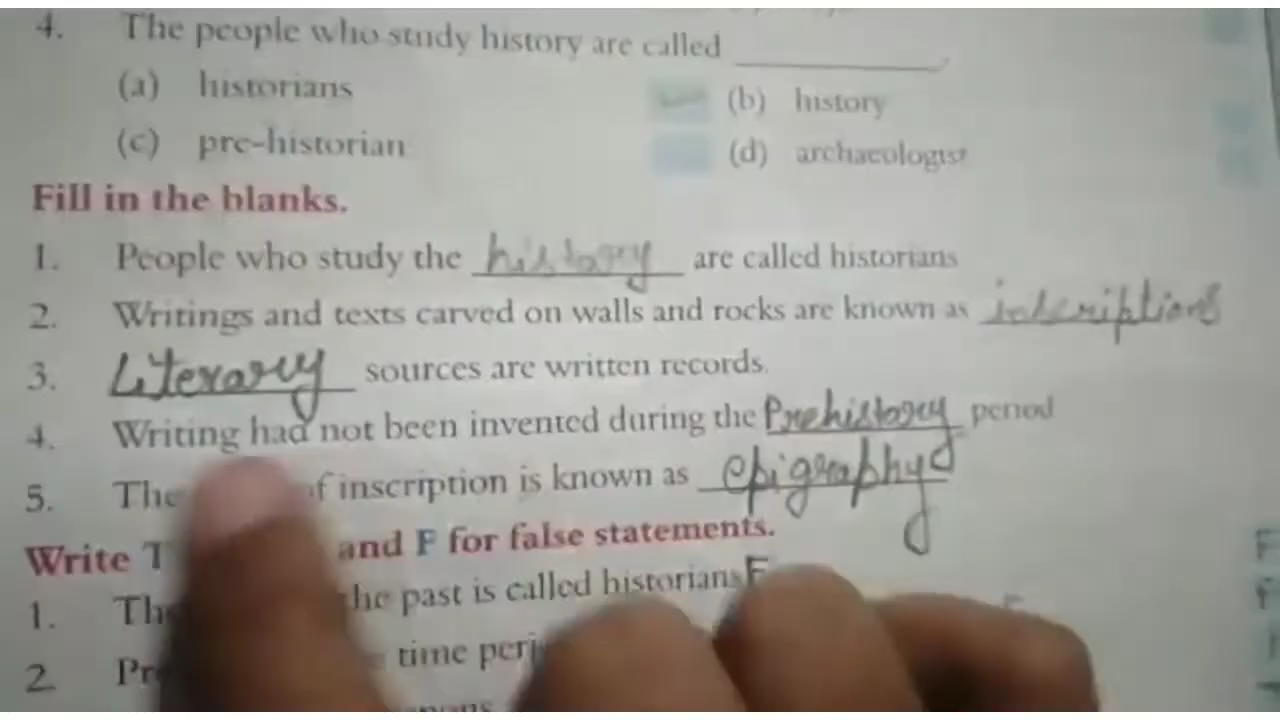 4. The people who study history are called ________.
(a) historians (b) history
(c) pre-historian (d) archaeologist
Fill in the blanks.
1. People who study the history are called historians
2. Writings and texts carved on walls and rocks are known as inscriptions
3. Literary sources are written records.
4. Writing had not been invented during the Prehistory period
5. The of inscription is known as epigraphy
Write T and F for false statements.
1. he past is called historians F
2. time